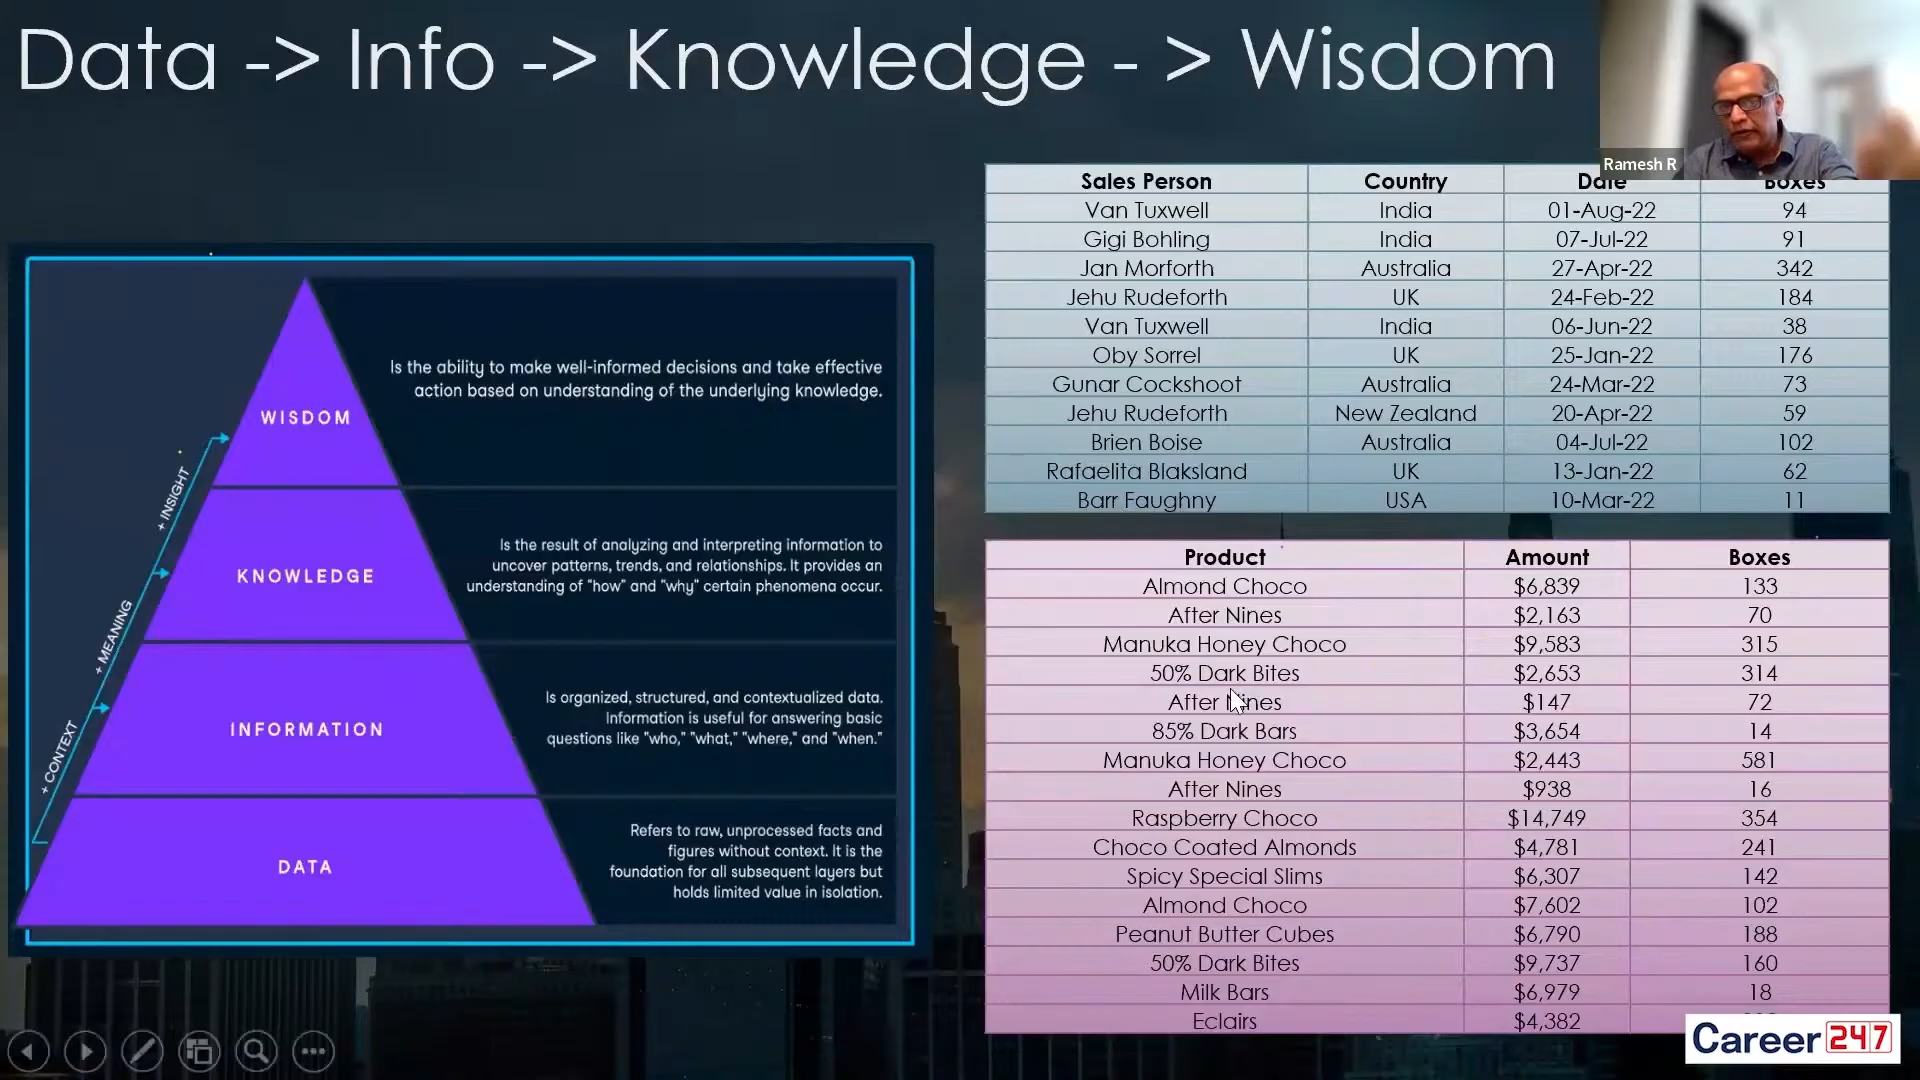 Data -> Info -> Knowledge - > Wisdom
Ramesh R
WISDOM
Is the ability to make well-informed decisions and take effective
action based on understanding of the underlying knowledge.
+ INSIGHT
KNOWLEDGE
Is the result of analyzing and interpreting information to
uncover patterns, trends, and relationships. It provides an
understanding of "how" and "why" certain phenomena occur.
+ MEANING
INFORMATION
Is organized, structured, and contextualized data.
Information is useful for answering basic
questions like "who," "what," "where," and "when."
+ CONTEXT
DATA
Refers to raw, unprocessed facts and
figures without context. It is the
foundation for all subsequent layers but
holds limited value in isolation.
Sales Person Country Date Boxes
Van Tuxwell India 01-Aug-22 94
Gigi Bohling India 07-Jul-22 91
Jan Morforth Australia 27-Apr-22 342
Jehu Rudeforth UK 24-Feb-22 184
Van Tuxwell India 06-Jun-22 38
Oby Sorrel UK 25-Jan-22 176
Gunar Cockshoot Australia 24-Mar-22 73
Jehu Rudeforth New Zealand 20-Apr-22 59
Brien Boise Australia 04-Jul-22 102
Rafaelita Blaksland UK 13-Jan-22 62
Barr Faughny USA 10-Mar-22 11
Product Amount Boxes
Almond Choco $6,839 133
After Nines $2,163 70
Manuka Honey Choco $9,583 315
50% Dark Bites $2,653 314
After Nines $147 72
85% Dark Bars $3,654 14
Manuka Honey Choco $2,443 581
After Nines $938 16
Raspberry Choco $14,749 354
Choco Coated Almonds $4,781 241
Spicy Special Slims $6,307 142
Almond Choco $7,602 102
Peanut Butter Cubes $6,790 188
50% Dark Bites $9,737 160
Milk Bars $6,979 18
Eclairs $4,382
Career 247